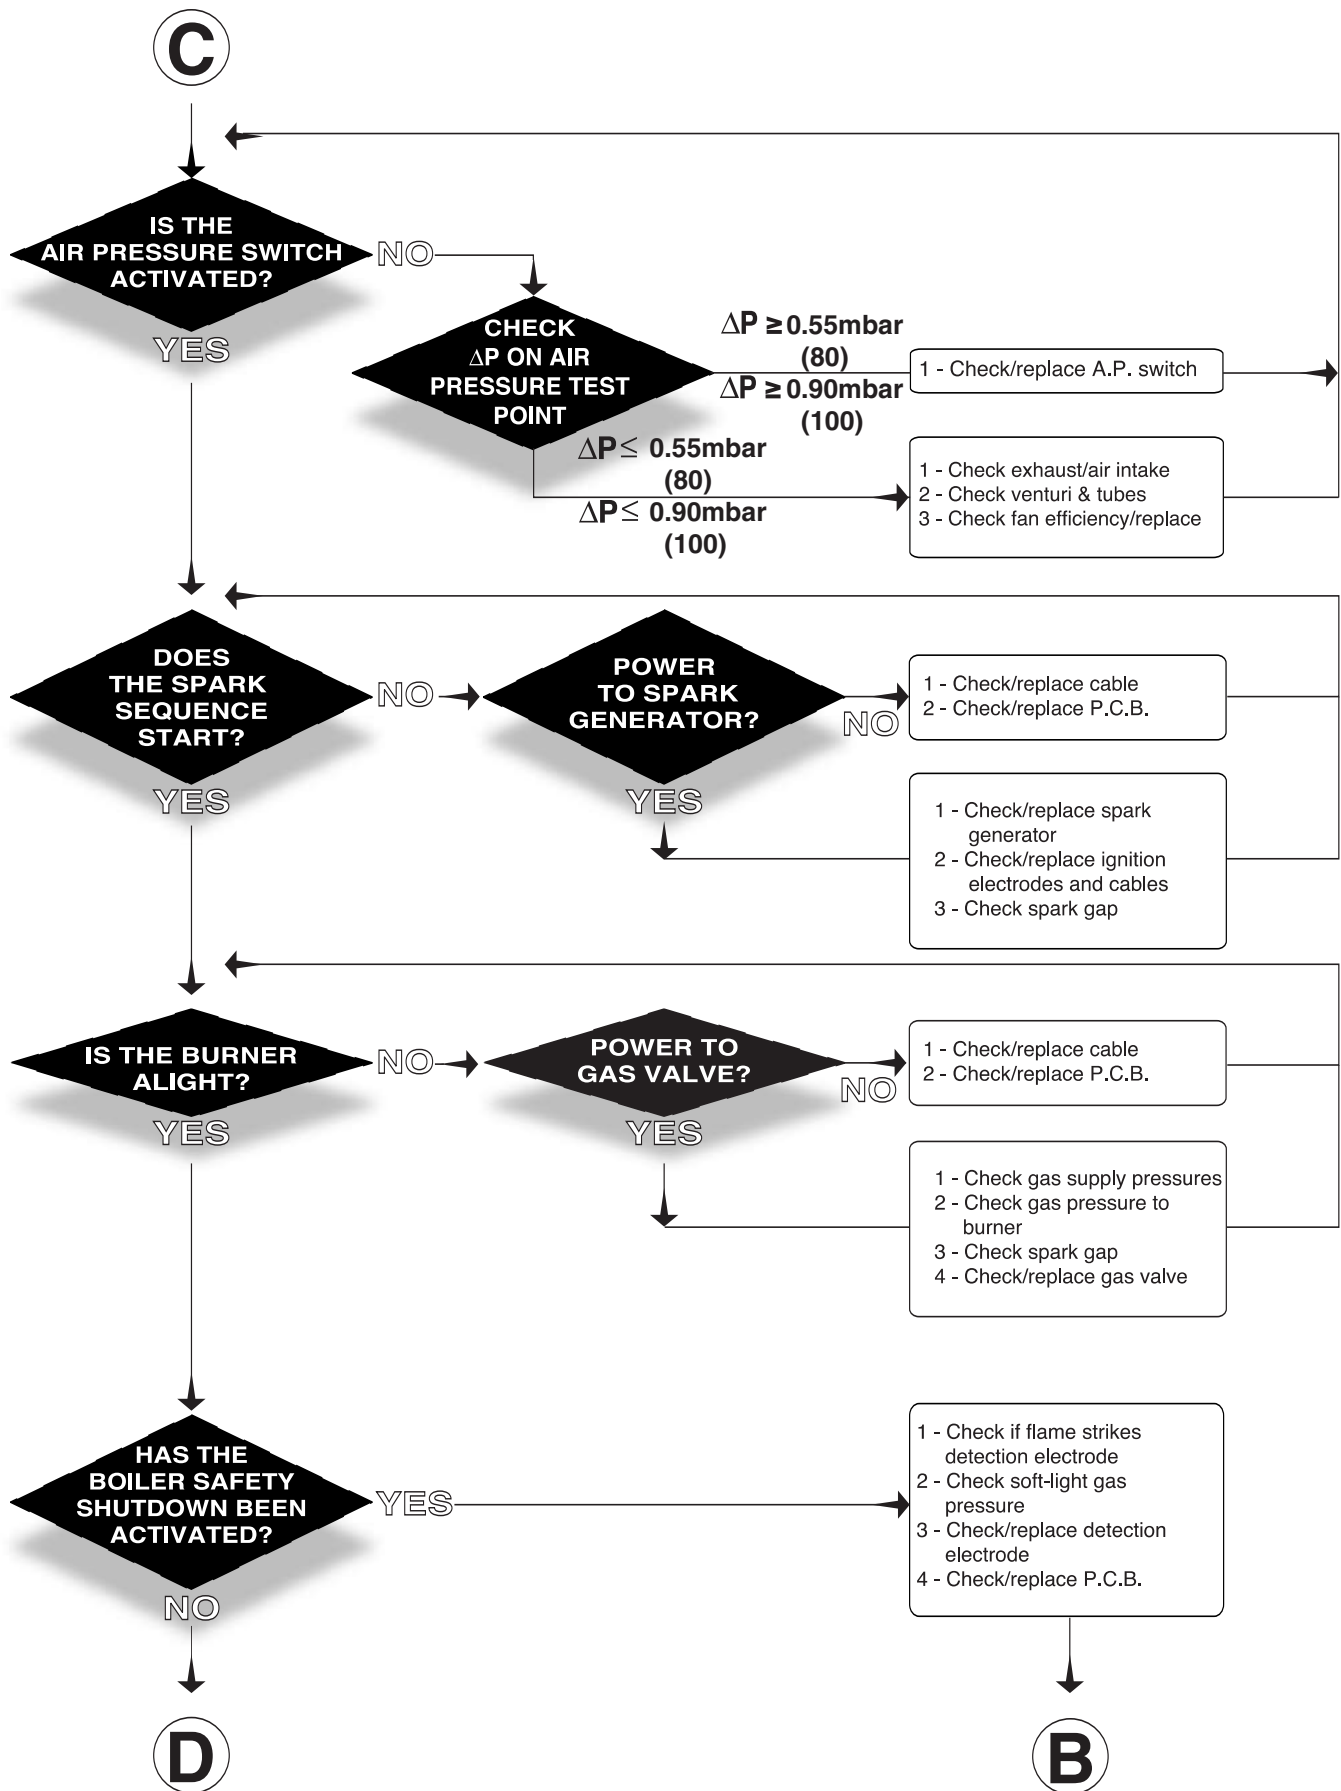 C
IS THE
AIR PRESSURE SWITCH
ACTIVATED?
NO
YES
CHECK
ΔP ON AIR
PRESSURE TEST
POINT
ΔP ≥ 0.55mbar
(80)
ΔP ≥ 0.90mbar
(100)
1 - Check/replace A.P. switch
ΔP ≤ 0.55mbar
(80)
ΔP ≤ 0.90mbar
(100)
1 - Check exhaust/air intake
2 - Check venturi & tubes
3 - Check fan efficiency/replace
DOES
THE SPARK
SEQUENCE
START?
NO
YES
POWER
TO SPARK
GENERATOR?
NO
YES
1 - Check/replace cable
2 - Check/replace P.C.B.
1 - Check/replace spark
generator
2 - Check/replace ignition
electrodes and cables
3 - Check spark gap
IS THE BURNER
ALIGHT?
NO
YES
POWER TO
GAS VALVE?
NO
YES
1 - Check/replace cable
2 - Check/replace P.C.B.
1 - Check gas supply pressures
2 - Check gas pressure to
burner
3 - Check spark gap
4 - Check/replace gas valve
HAS THE
BOILER SAFETY
SHUTDOWN BEEN
ACTIVATED?
YES
NO
1 - Check if flame strikes
detection electrode
2 - Check soft-light gas
pressure
3 - Check/replace detection
electrode
4 - Check/replace P.C.B.
D
B